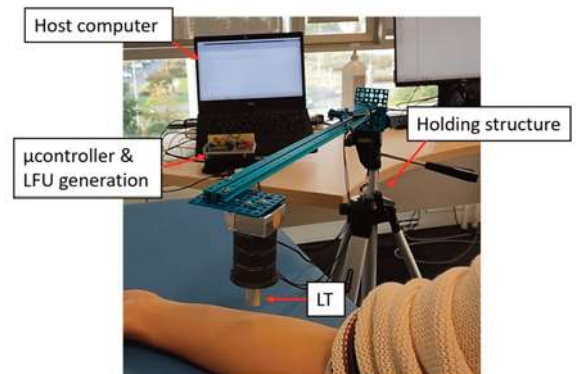 Host computer
Holding structure
µcontroller &
LFU generation
LT